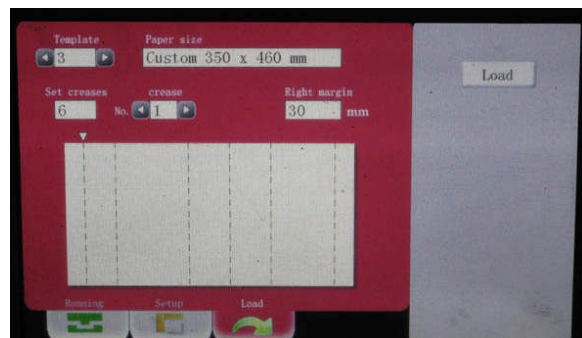 Template Paper size
3 Custom 350 x 460 mm
Load
Set creases crease Right margin
6 No. 1 30 mm
Running Setup Load